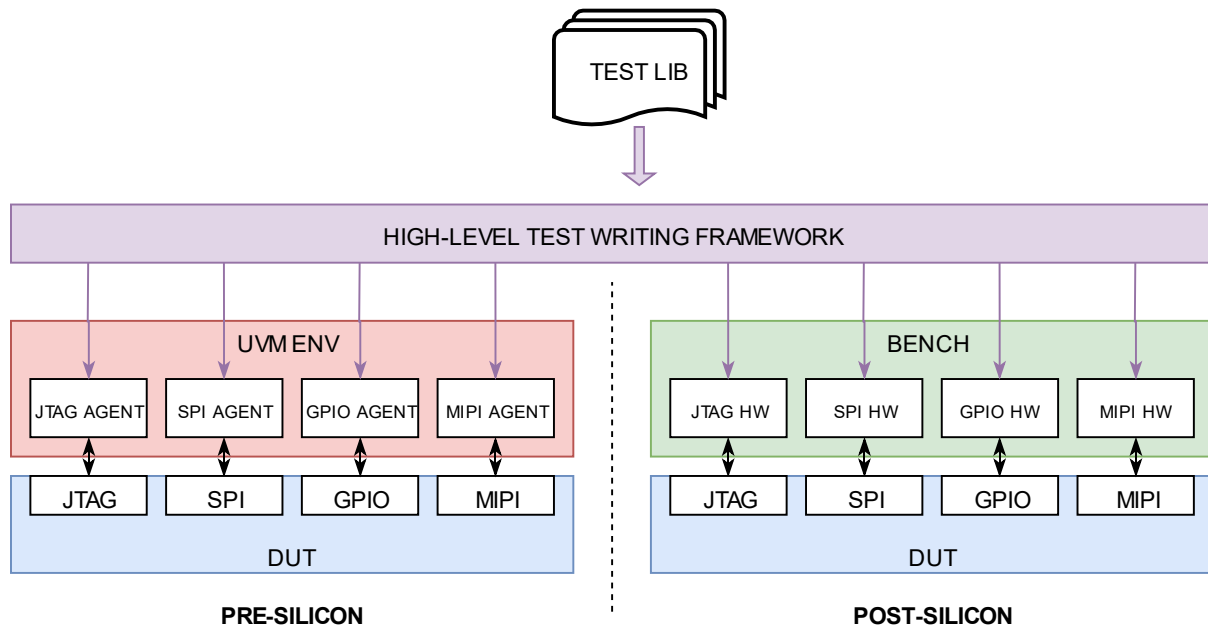 TEST LIB
HIGH-LEVEL TEST WRITING FRAMEWORK
UVM ENV
BENCH
JTAG AGENT
SPI AGENT
GPIO AGENT
MIPI AGENT
JTAG HW
SPI HW
GPIO HW
MIPI HW
JTAG
SPI
GPIO
MIPI
JTAG
SPI
GPIO
MIPI
DUT
DUT
PRE-SILICON
POST-SILICON